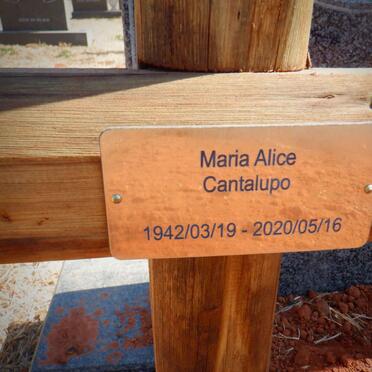 Maria Alice
Cantalupo
1942/03/19 - 2020/05/16